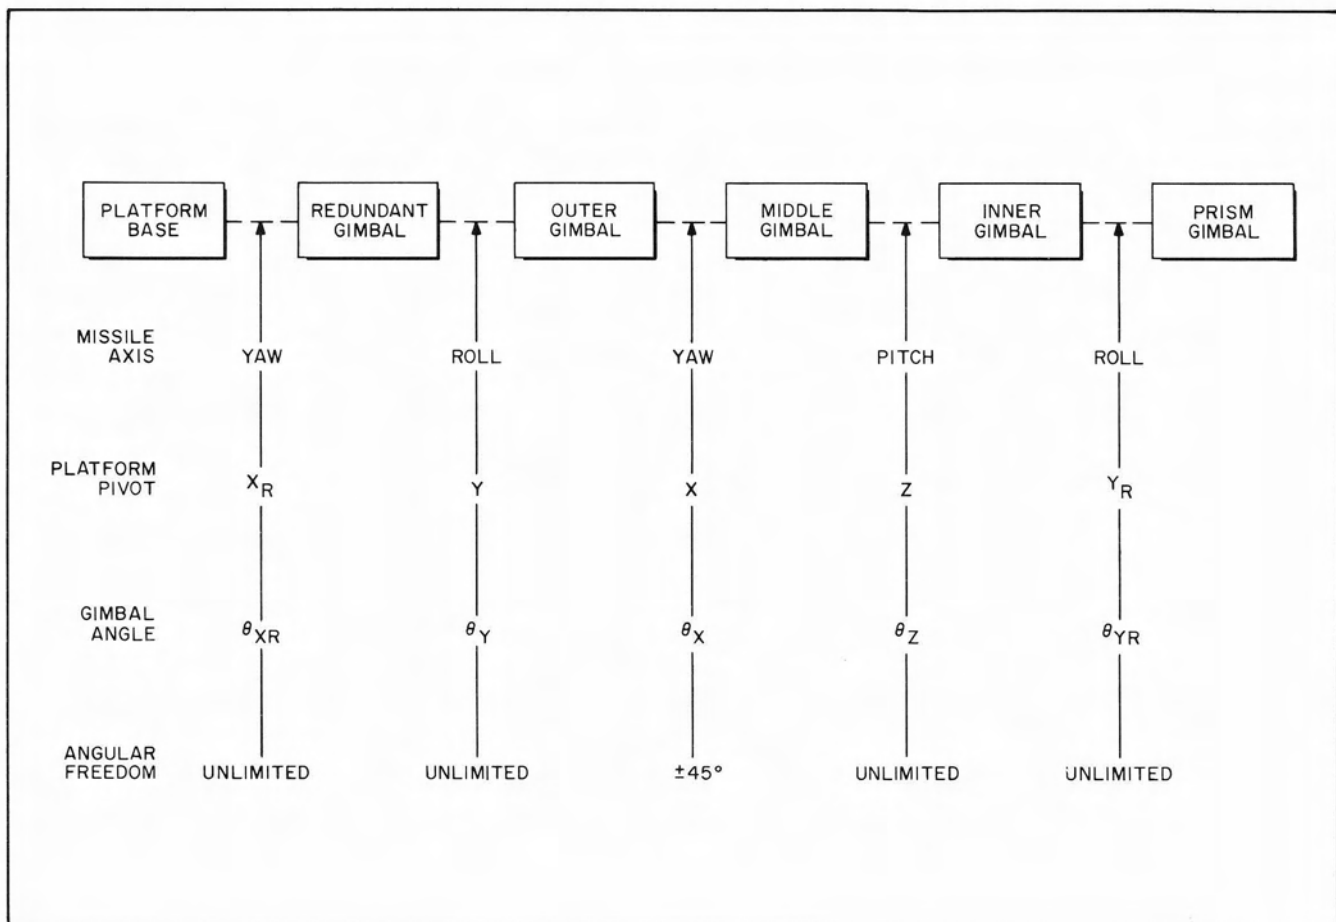 PLATFORM BASE
REDUNDANT GIMBAL
OUTER GIMBAL
MIDDLE GIMBAL
INNER GIMBAL
PRISM GIMBAL
MISSILE AXIS
YAW
ROLL
YAW
PITCH
ROLL
PLATFORM PIVOT
XR
Y
X
Z
YR
GIMBAL ANGLE
θXR
θY
θX
θZ
θYR
ANGULAR FREEDOM
UNLIMITED
UNLIMITED
±45°
UNLIMITED
UNLIMITED